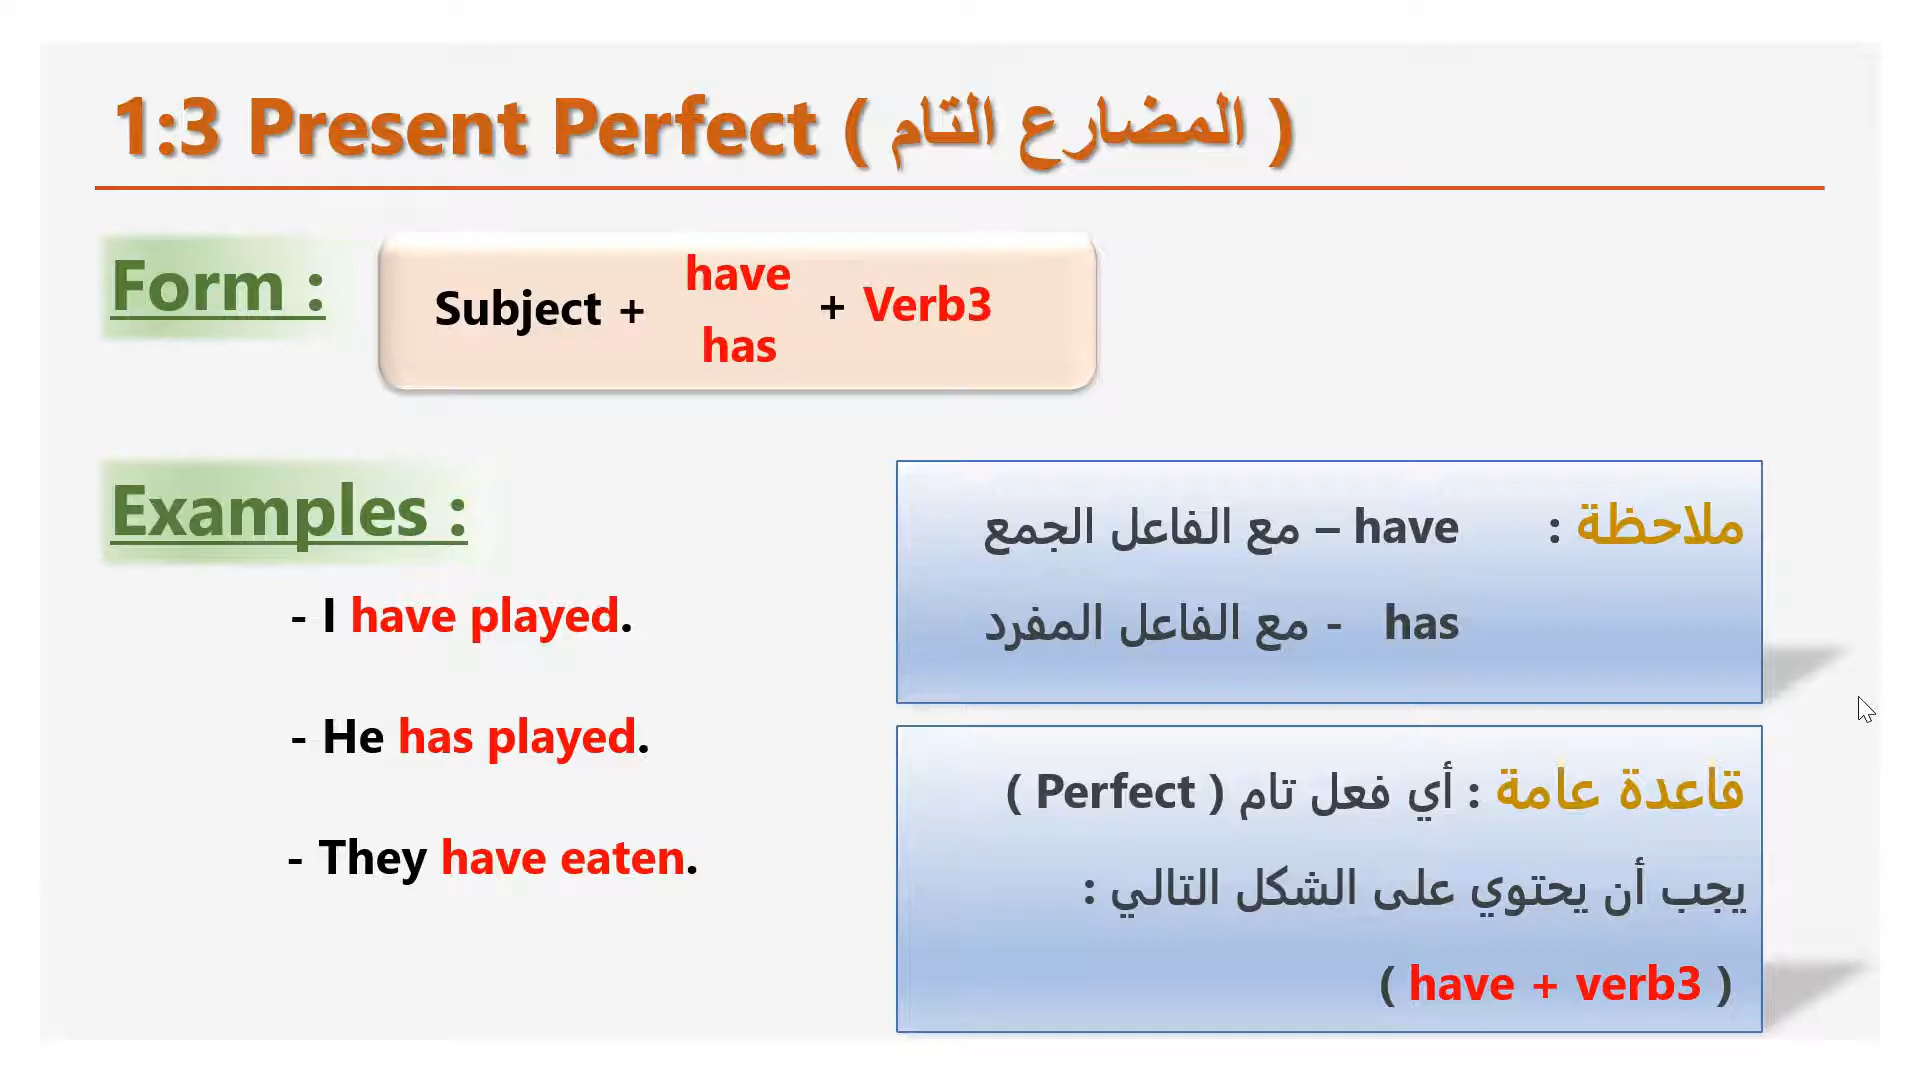 1:3 Present Perfect ( المضارع التام )
Form :
Subject + have has + Verb3
Examples :
- I have played.
- He has played.
- They have eaten.
ملاحظة : have – مع الفاعل الجمع
has - مع الفاعل المفرد
قاعدة عامة : أي فعل تام ( Perfect )
يجب أن يحتوي على الشكل التالي :
( have + verb3 )